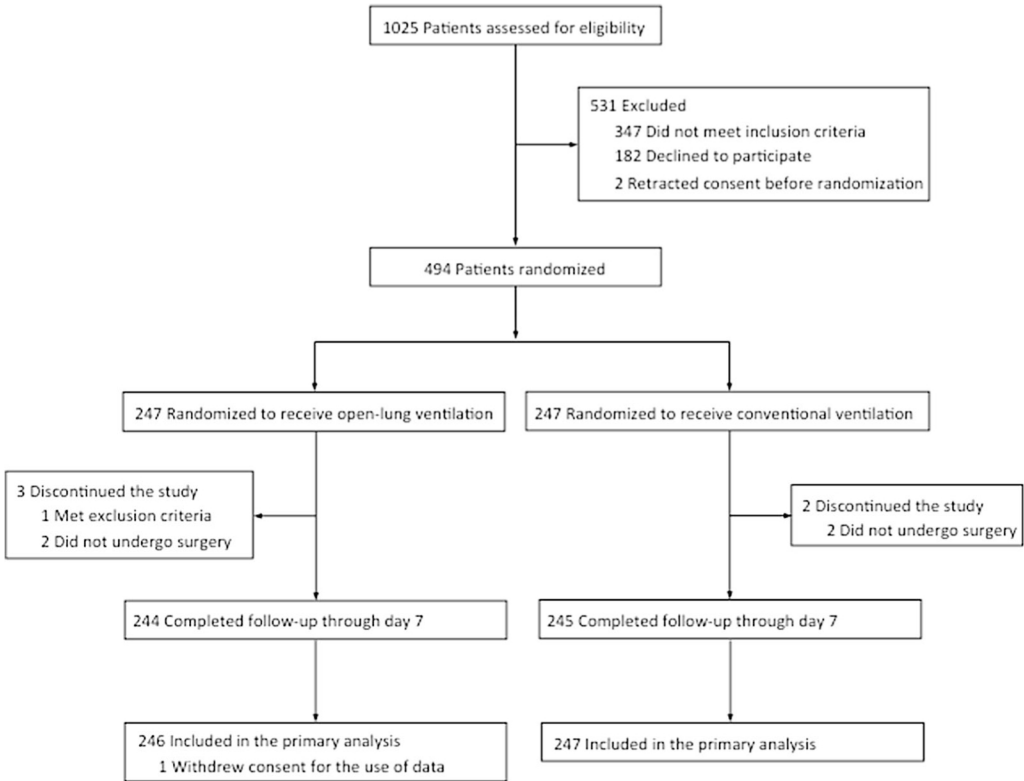 1025 Patients assessed for eligibility
531 Excluded
347 Did not meet inclusion criteria
182 Declined to participate
2 Retracted consent before randomization
494 Patients randomized
247 Randomized to receive open-lung ventilation
247 Randomized to receive conventional ventilation
3 Discontinued the study
1 Met exclusion criteria
2 Did not undergo surgery
2 Discontinued the study
2 Did not undergo surgery
244 Completed follow-up through day 7
245 Completed follow-up through day 7
246 Included in the primary analysis
1 Withdrew consent for the use of data
247 Included in the primary analysis